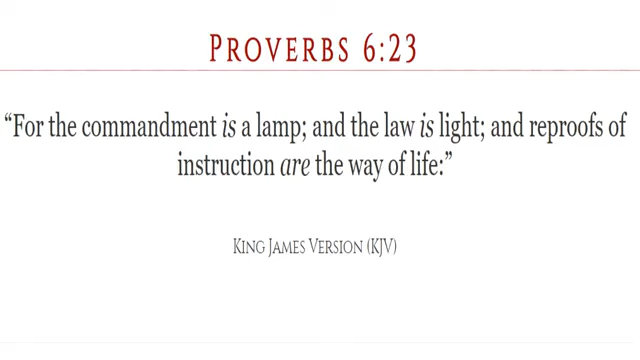 Proverbs 6:23
“For the commandment is a lamp; and the law is light; and reproofs of
instruction are the way of life:”
King James Version (KJV)